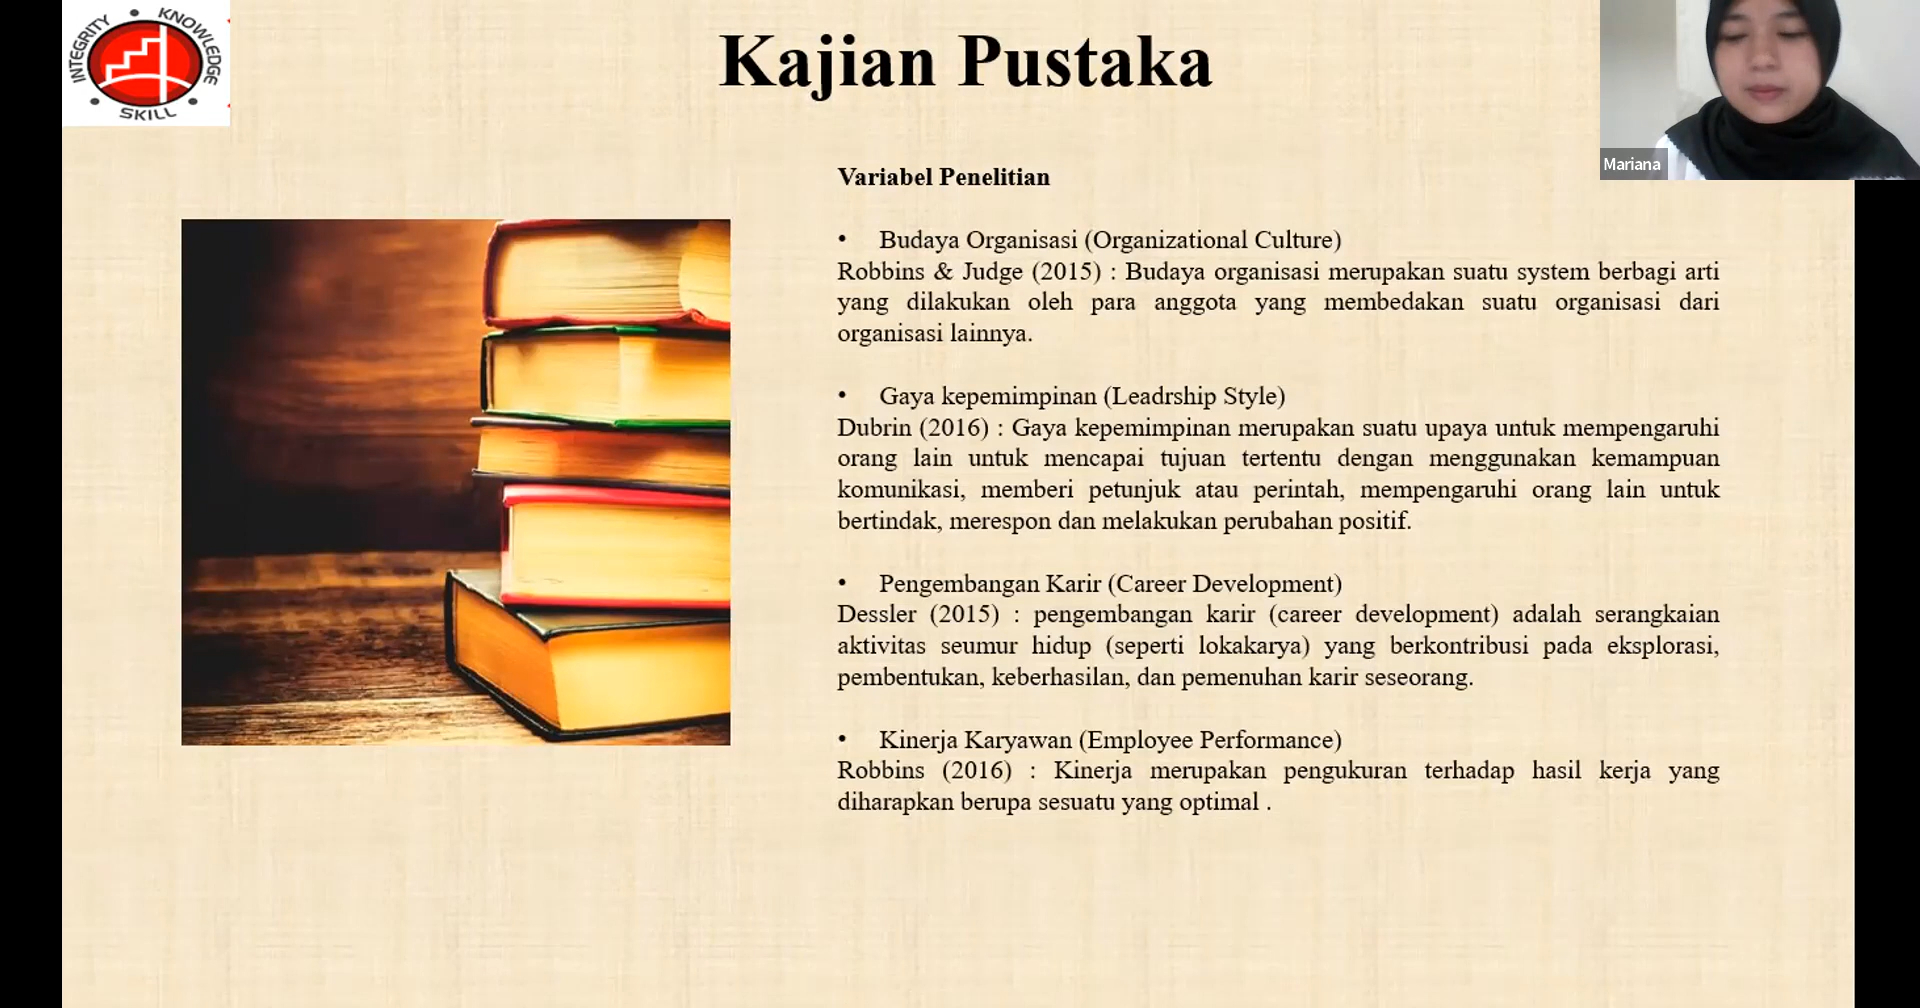 INTEGRITY
KNOWLEDGE
SKILL
Kajian Pustaka
Mariana
Variabel Penelitian
• Budaya Organisasi (Organizational Culture)
Robbins & Judge (2015) : Budaya organisasi merupakan suatu system berbagi arti
yang dilakukan oleh para anggota yang membedakan suatu organisasi dari
organisasi lainnya.
• Gaya kepemimpinan (Leadrship Style)
Dubrin (2016) : Gaya kepemimpinan merupakan suatu upaya untuk mempengaruhi
orang lain untuk mencapai tujuan tertentu dengan menggunakan kemampuan
komunikasi, memberi petunjuk atau perintah, mempengaruhi orang lain untuk
bertindak, merespon dan melakukan perubahan positif.
• Pengembangan Karir (Career Development)
Dessler (2015) : pengembangan karir (career development) adalah serangkaian
aktivitas seumur hidup (seperti lokakarya) yang berkontribusi pada eksplorasi,
pembentukan, keberhasilan, dan pemenuhan karir seseorang.
• Kinerja Karyawan (Employee Performance)
Robbins (2016) : Kinerja merupakan pengukuran terhadap hasil kerja yang
diharapkan berupa sesuatu yang optimal .